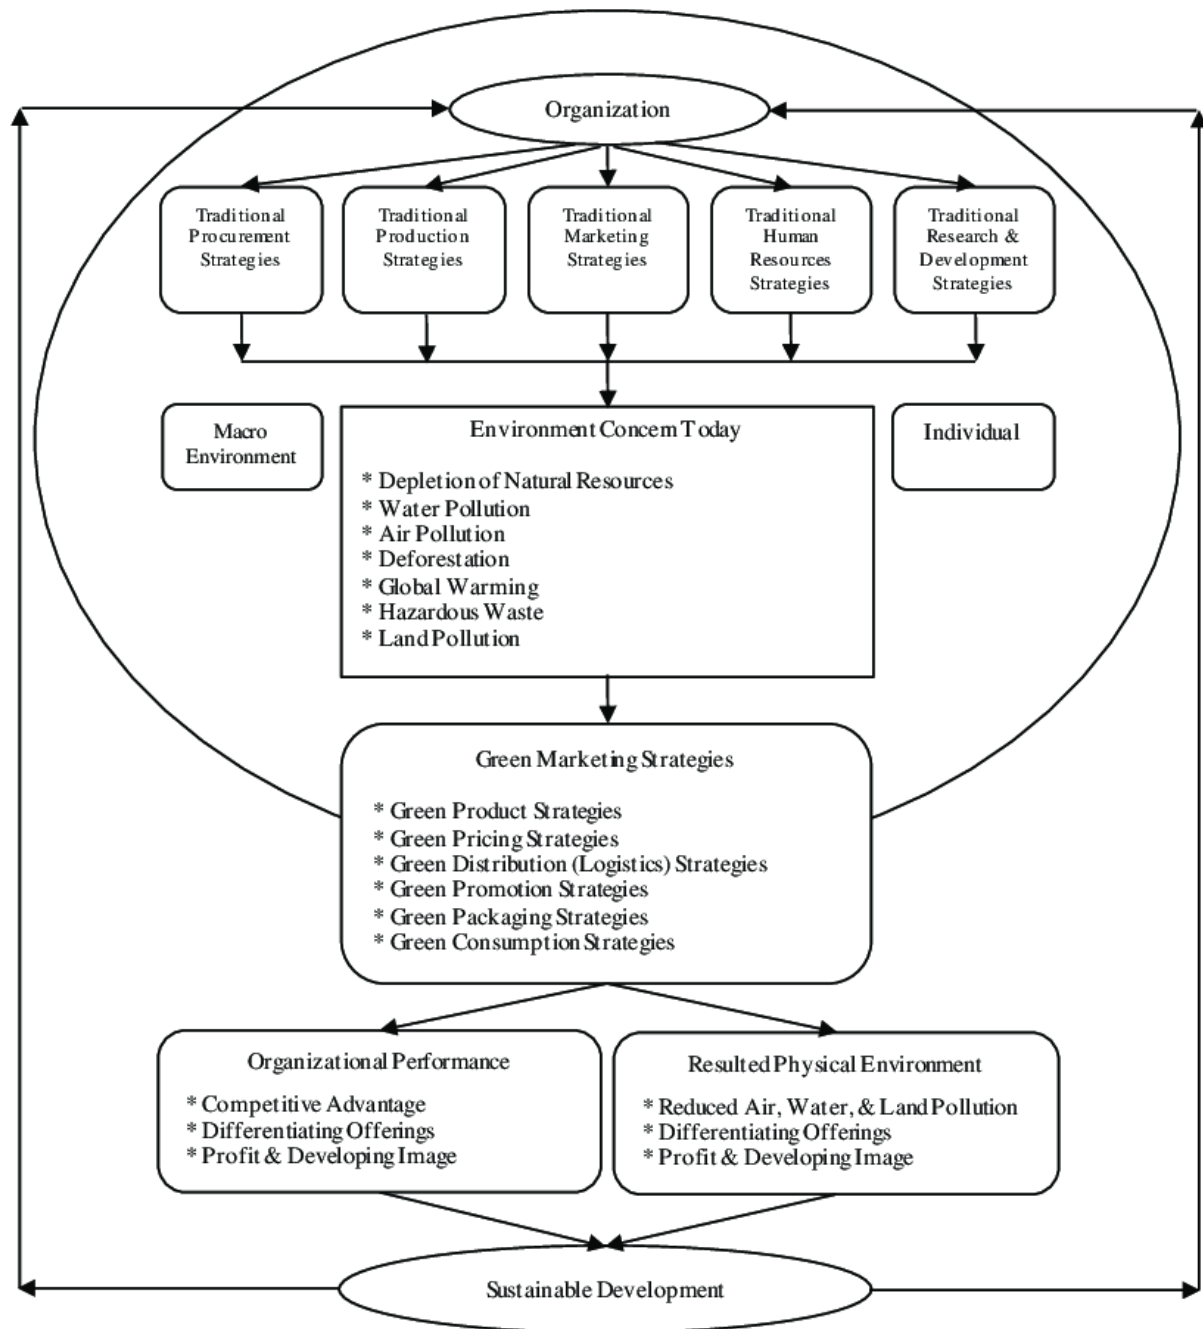 Organization
Traditional
Procurement
Strategies
Traditional
Production
Strategies
Traditional
Marketing
Strategies
Traditional
Human
Resources
Strategies
Traditional
Research &
Development
Strategies
Macro
Environment
Environment Concern Today
* Depletion of Natural Resources
* Water Pollution
* Air Pollution
* Deforestation
* Global Warming
* Hazardous Waste
* Land Pollution
Individual
Green Marketing Strategies
* Green Product Strategies
* Green Pricing Strategies
* Green Distribution (Logistics) Strategies
* Green Promotion Strategies
* Green Packaging Strategies
* Green Consumption Strategies
Organizational Performance
* Competitive Advantage
* Differentiating Offerings
* Profit & Developing Image
Resulted Physical Environment
* Reduced Air, Water, & Land Pollution
* Differentiating Offerings
* Profit & Developing Image
Sustainable Development